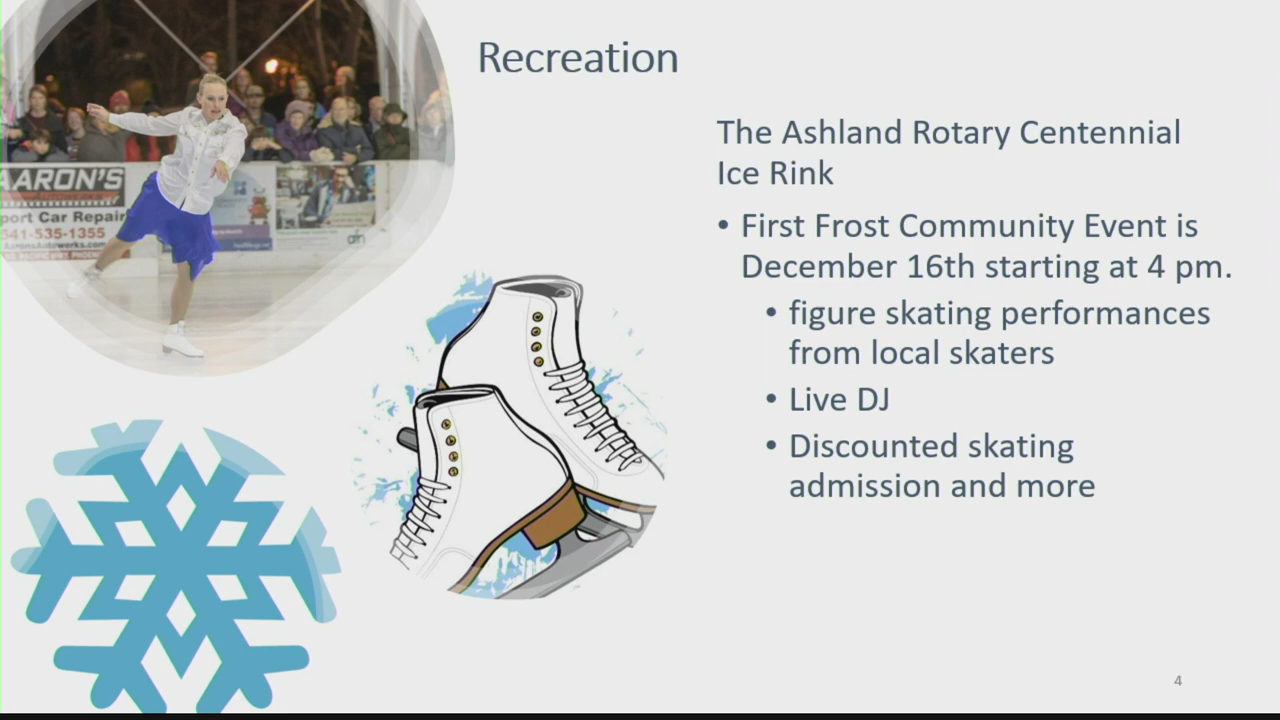 Recreation
The Ashland Rotary Centennial
Ice Rink
• First Frost Community Event is
December 16th starting at 4 pm.
• figure skating performances
from local skaters
• Live DJ
• Discounted skating
admission and more
AARON'S
port Car Repair
541-535-1355
AaronsAutowerks.com
4